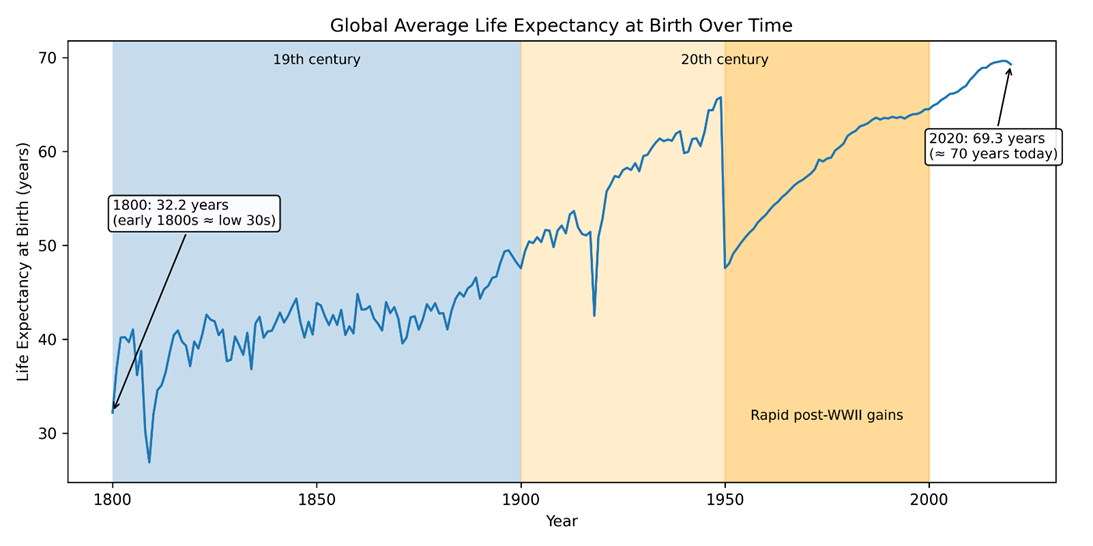 Global Average Life Expectancy at Birth Over Time
19th century
20th century
1800: 32.2 years
(early 1800s ≈ low 30s)
2020: 69.3 years
(≈ 70 years today)
Rapid post-WWII gains
Life Expectancy at Birth (years)
70
60
50
40
30
1800
1850
1900
1950
2000
Year